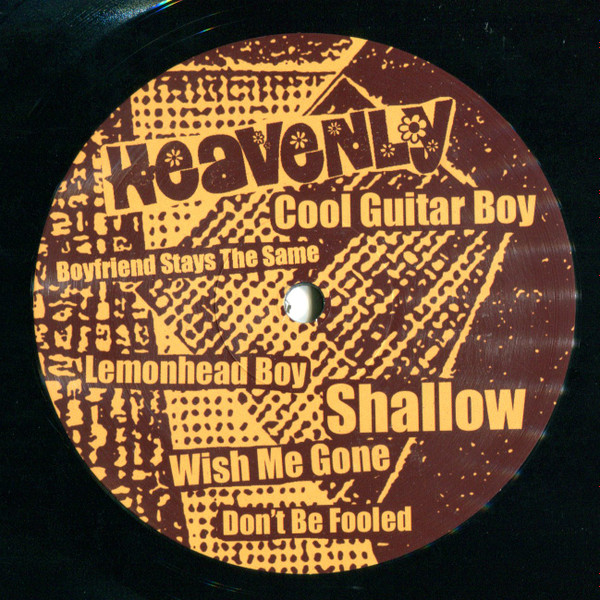 HeaveNLy
Cool Guitar Boy
Boyfriend Stays The Same
Lemonhead Boy
Shallow
Wish Me Gone
Don't Be Fooled